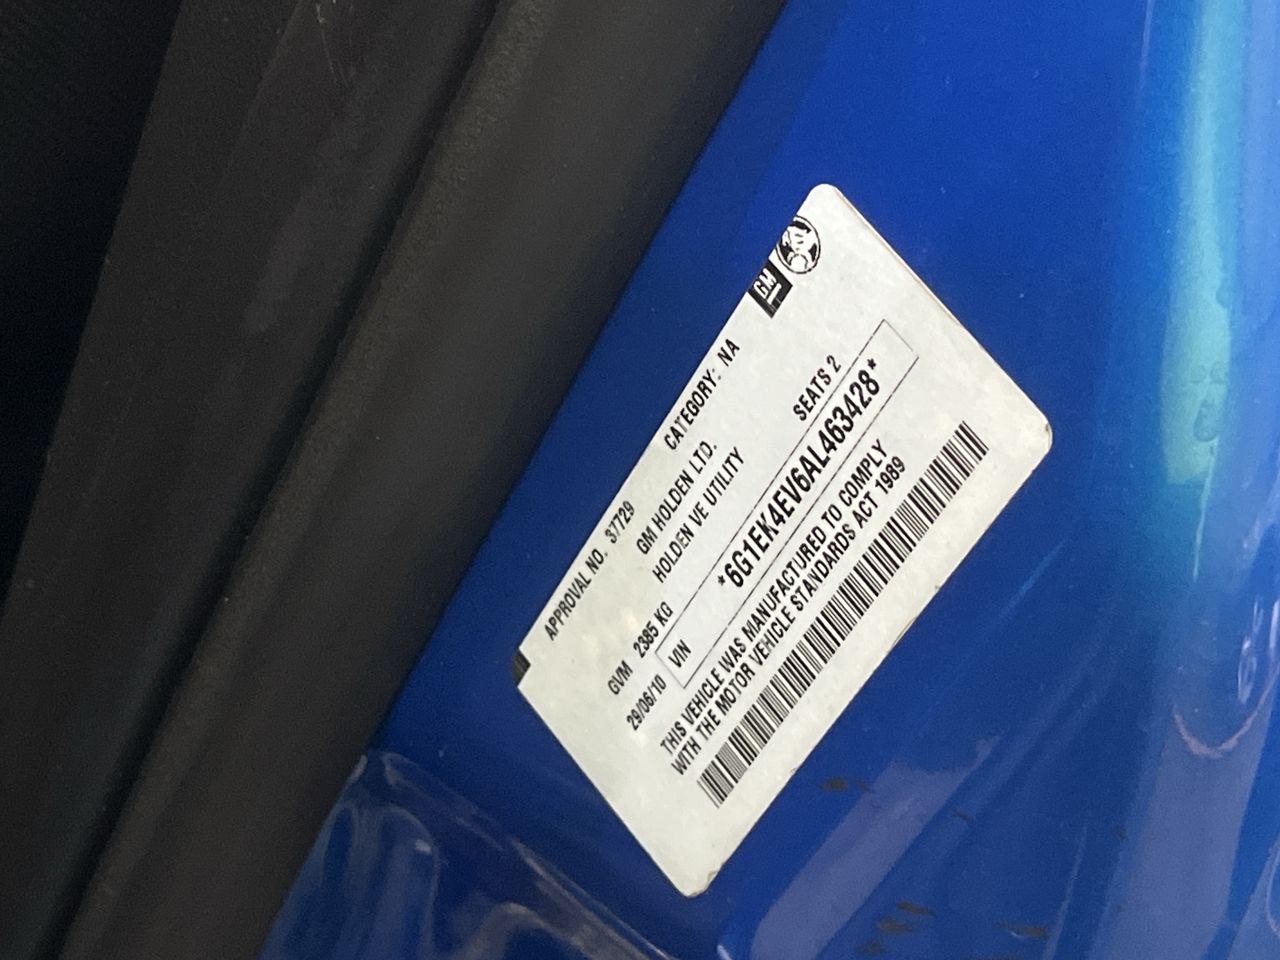 GM
APPROVAL NO. 37729 CATEGORY: NA
GM HOLDEN LTD.
HOLDEN VE UTILITY
GVM 2385 KG SEATS 2
29/06/10 VIN *6G1EK4EV6AL463428*
THIS VEHICLE WAS MANUFACTURED TO COMPLY
WITH THE MOTOR VEHICLE STANDARDS ACT 1989